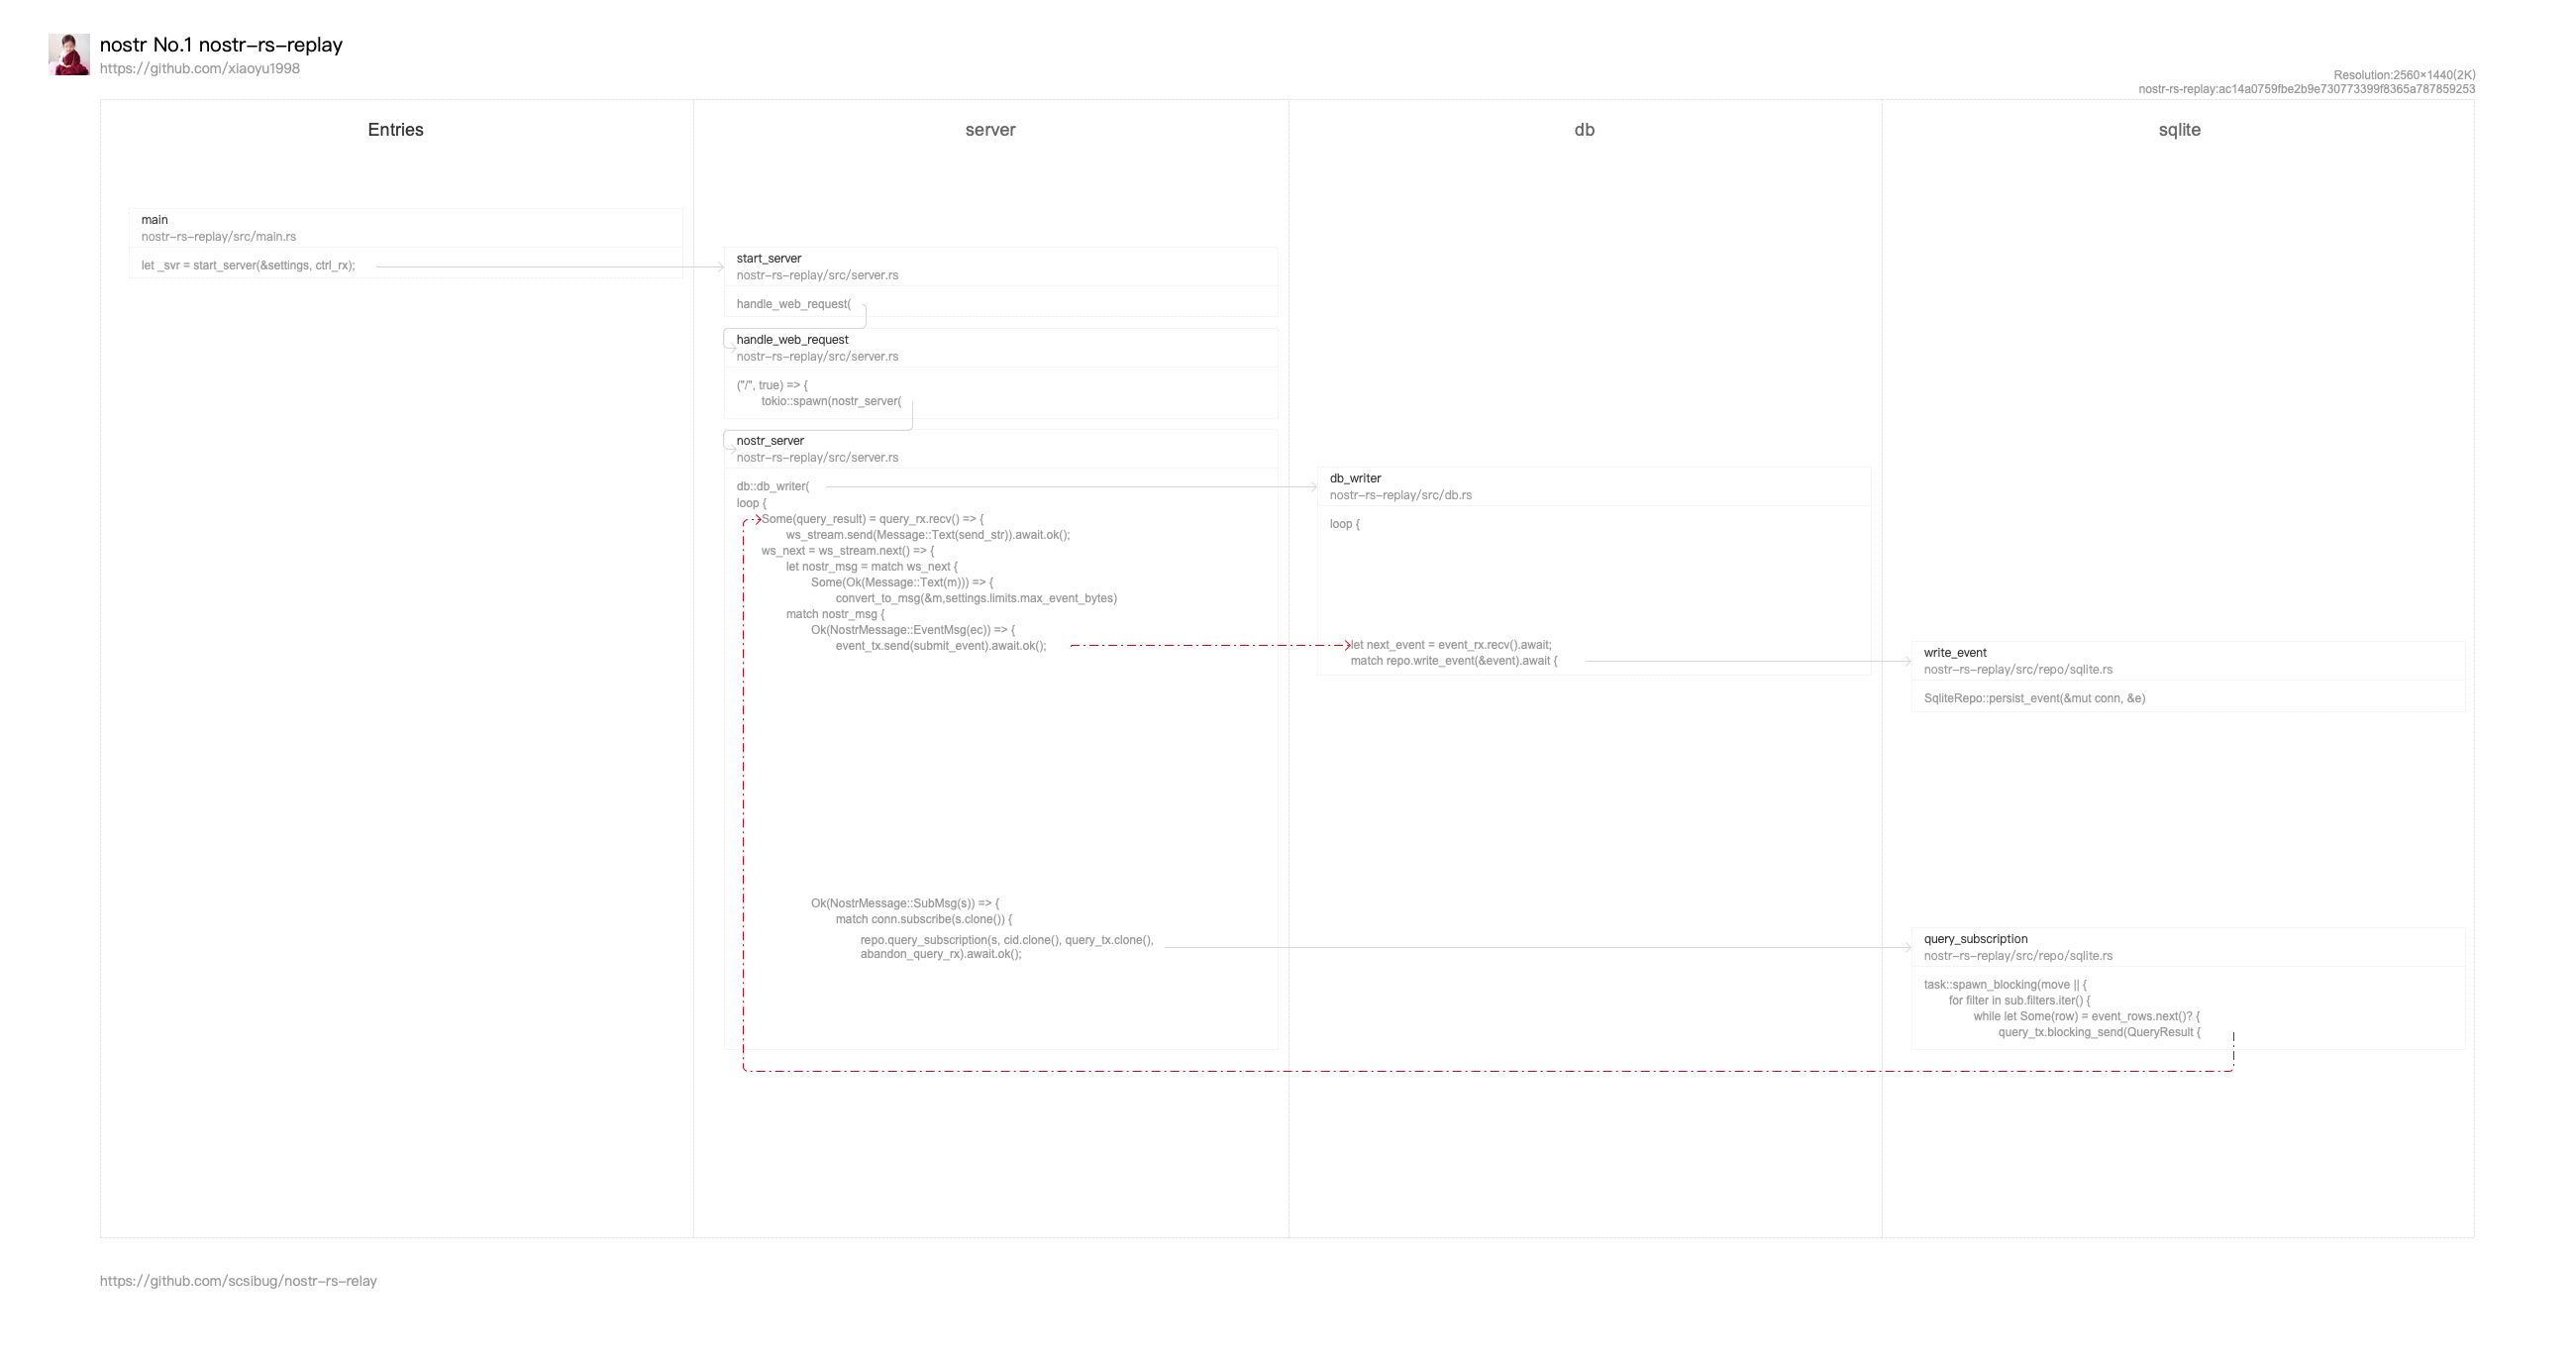 nostr No.1 nostr-rs-replay
https://github.com/xiaoyu1998
Resolution:2560×1440(2K)
nostr-rs-replay:ac14a0759fbe2b9e730773399f8365a787859253
Entries
server
db
sqlite
main
nostr-rs-replay/src/main.rs
let _svr = start_server(&settings, ctrl_rx);
start_server
nostr-rs-replay/src/server.rs
handle_web_request(
handle_web_request
nostr-rs-replay/src/server.rs
("/", true) => {
tokio::spawn(nostr_server(
nostr_server
nostr-rs-replay/src/server.rs
db::db_writer(
loop {
Some(query_result) = query_rx.recv() => {
ws_stream.send(Message::Text(send_str)).await.ok();
ws_next = ws_stream.next() => {
let nostr_msg = match ws_next {
Some(Ok(Message::Text(m))) => {
convert_to_msg(&m,settings.limits.max_event_bytes)
match nostr_msg {
Ok(NostrMessage::EventMsg(ec)) => {
event_tx.send(submit_event).await.ok();
Ok(NostrMessage::SubMsg(s)) => {
match conn.subscribe(s.clone()) {
repo.query_subscription(s, cid.clone(), query_tx.clone(),
abandon_query_rx).await.ok();
db_writer
nostr-rs-replay/src/db.rs
loop {
let next_event = event_rx.recv().await;
match repo.write_event(&event).await {
write_event
nostr-rs-replay/src/repo/sqlite.rs
SqliteRepo::persist_event(&mut conn, &e)
query_subscription
nostr-rs-replay/src/repo/sqlite.rs
task::spawn_blocking(move || {
for filter in sub.filters.iter() {
while let Some(row) = event_rows.next()? {
query_tx.blocking_send(QueryResult {
https://github.com/scsibug/nostr-rs-relay